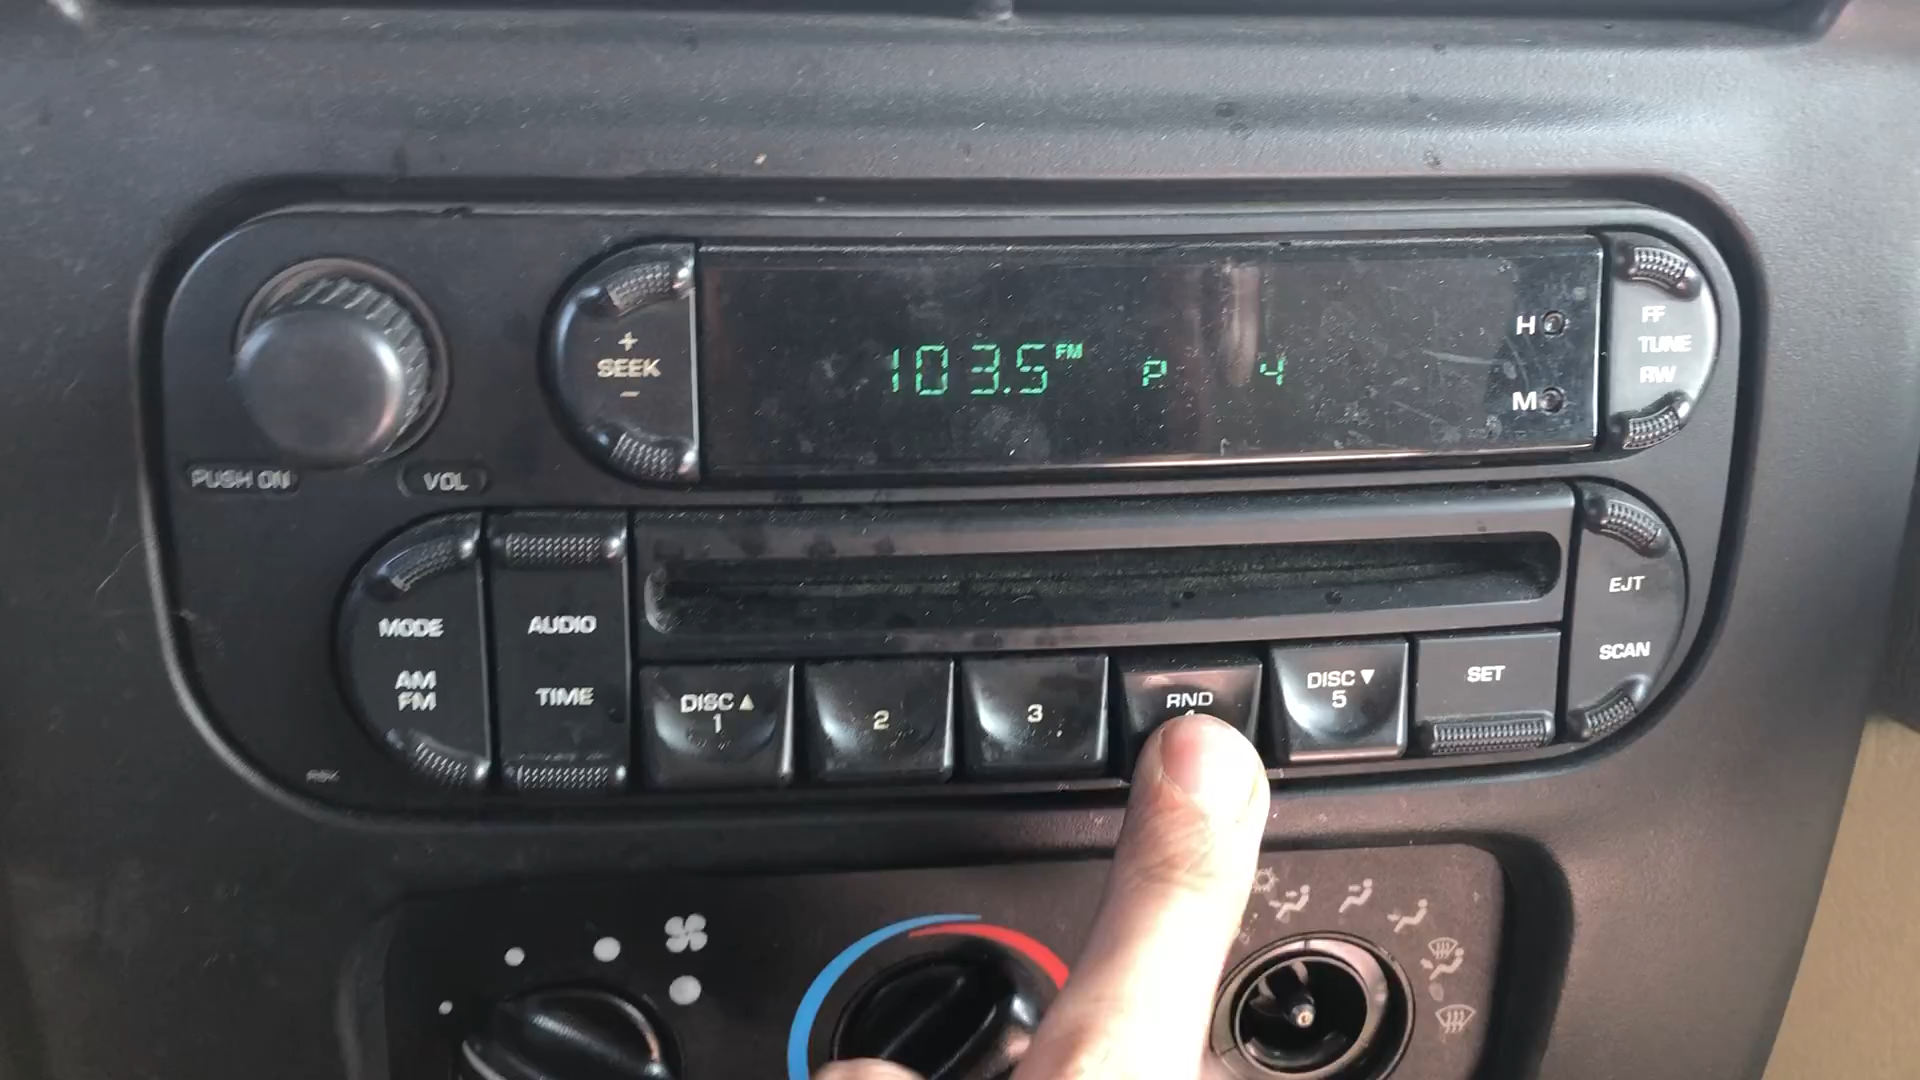 +
SEEK
−
103.5 FM P 4
H
M
FF
TUNE
RW
PUSH ON
VOL
MODE
AM
FM
AUDIO
TIME
DISC ▲
1
2
3
RND
DISC ▼
5
SET
EJT
SCAN